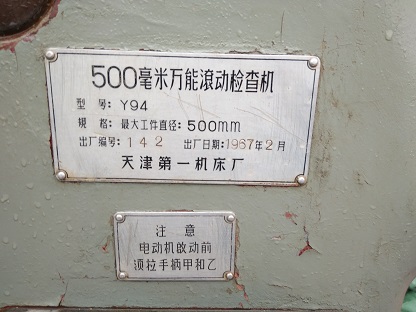 500毫米万能滚动检查机
型号: Y94
规格: 最大工件直径: 500mm
出厂编号: 142 出厂日期: 1967年2月
天津第一机床厂
注意
电动机啟动前
须拉手柄甲和乙